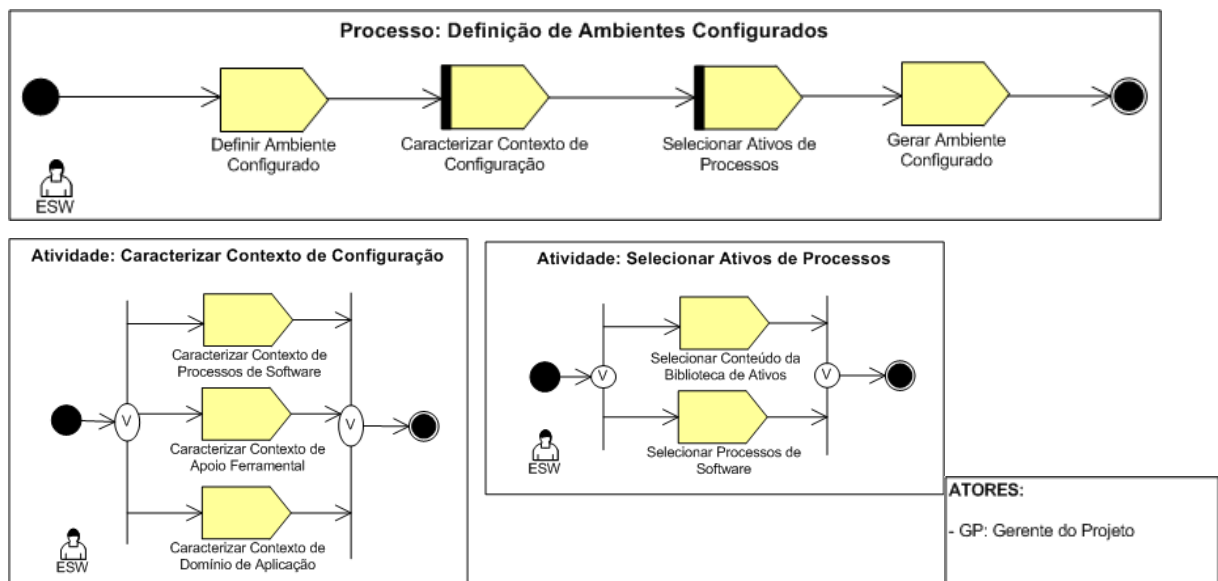 Processo: Definição de Ambientes Configurados
Definir Ambiente
Configurado
Caracterizar Contexto de
Configuração
Selecionar Ativos de
Processos
Gerar Ambiente
Configurado
ESW
Atividade: Caracterizar Contexto de Configuração
Caracterizar Contexto de
Processos de Software
V
V
Caracterizar Contexto de
Apoio Ferramental
Caracterizar Contexto de
Domínio de Aplicação
ESW
Atividade: Selecionar Ativos de Processos
Selecionar Conteúdo da
Biblioteca de Ativos
V
V
Selecionar Processos de
Software
ESW
ATORES:
- GP: Gerente do Projeto